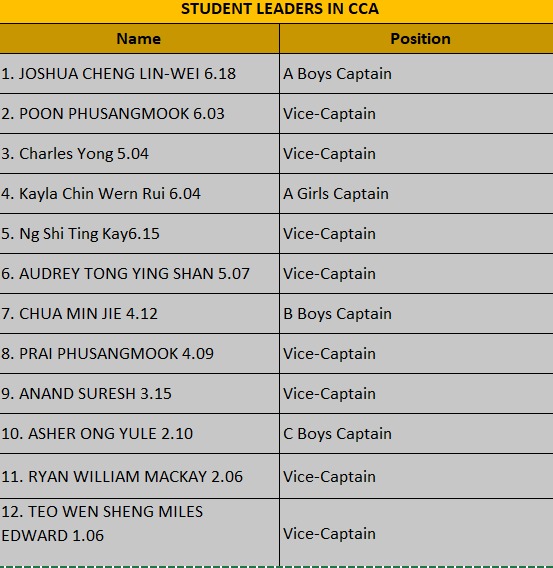 STUDENT LEADERS IN CCA
Name Position
1. JOSHUA CHENG LIN-WEI 6.18 A Boys Captain
2. POON PHUSANGMOOK 6.03 Vice-Captain
3. Charles Yong 5.04 Vice-Captain
4. Kayla Chin Wern Rui 6.04 A Girls Captain
5. Ng Shi Ting Kay6.15 Vice-Captain
6. AUDREY TONG YING SHAN 5.07 Vice-Captain
7. CHUA MIN JIE 4.12 B Boys Captain
8. PRAI PHUSANGMOOK 4.09 Vice-Captain
9. ANAND SURESH 3.15 Vice-Captain
10. ASHER ONG YULE 2.10 C Boys Captain
11. RYAN WILLIAM MACKAY 2.06 Vice-Captain
12. TEO WEN SHENG MILES
EDWARD 1.06 Vice-Captain